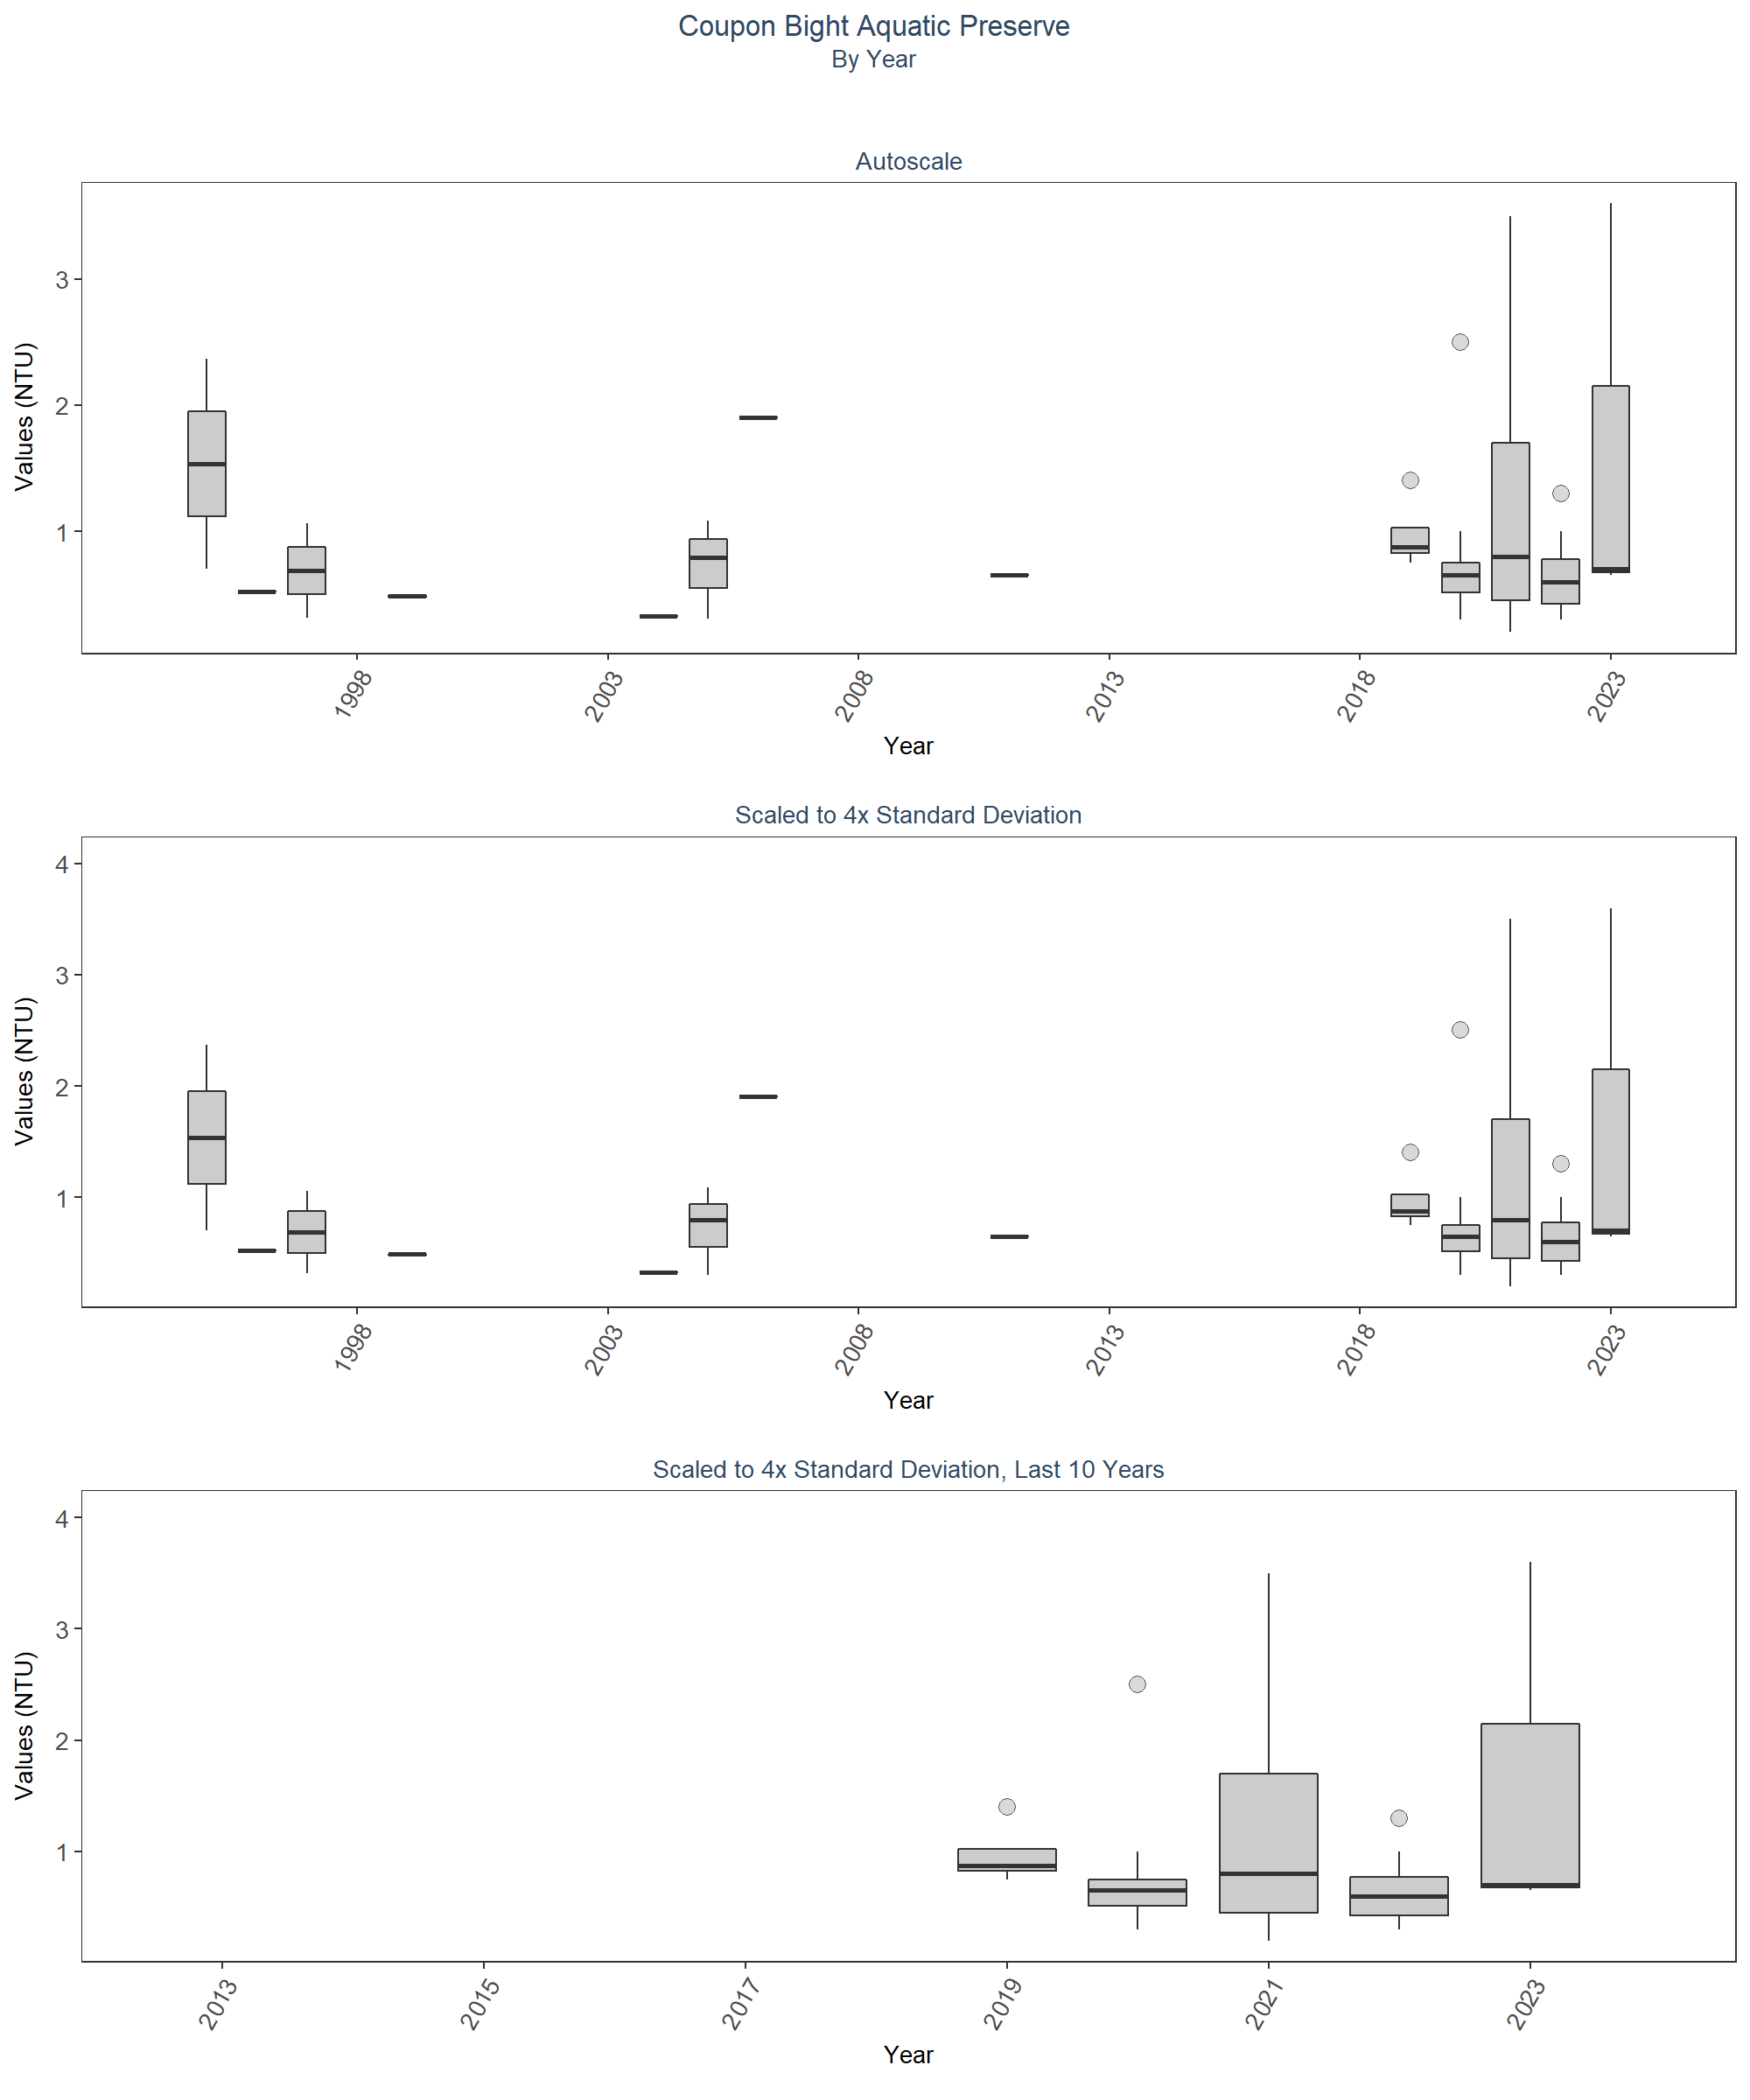 Coupon Bight Aquatic Preserve
By Year
Autoscale
Values (NTU)
3
2
1
1998 2003 2008 2013 2018 2023
Year
Scaled to 4x Standard Deviation
Values (NTU)
4
3
2
1
1998 2003 2008 2013 2018 2023
Year
Scaled to 4x Standard Deviation, Last 10 Years
Values (NTU)
4
3
2
1
2013 2015 2017 2019 2021 2023
Year